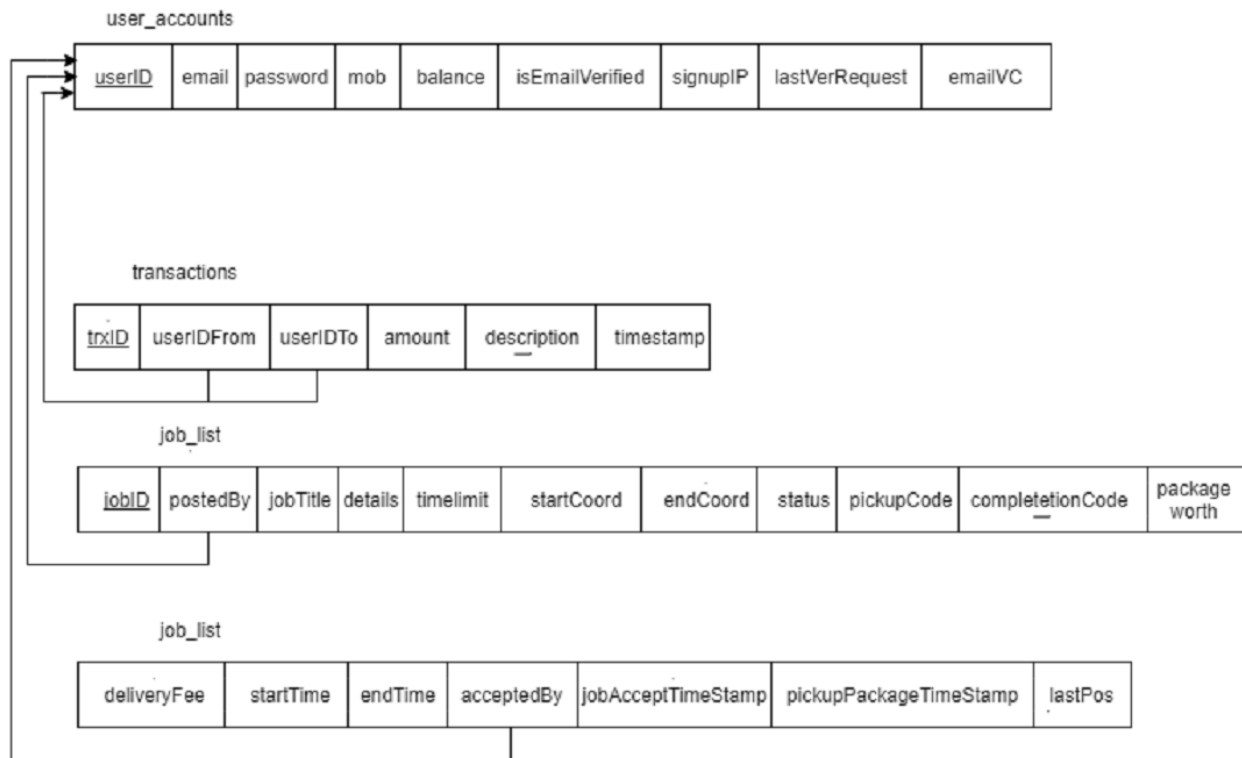 user_accounts
userID email password mob balance isEmailVerified signupIP lastVerRequest emailVC
transactions
trxID userIDFrom userIDTo amount description timestamp
job_list
jobID postedBy jobTitle details timelimit startCoord endCoord status pickupCode completetionCode package
worth
job_list
deliveryFee startTime endTime acceptedBy jobAcceptTimeStamp pickupPackageTimeStamp lastPos